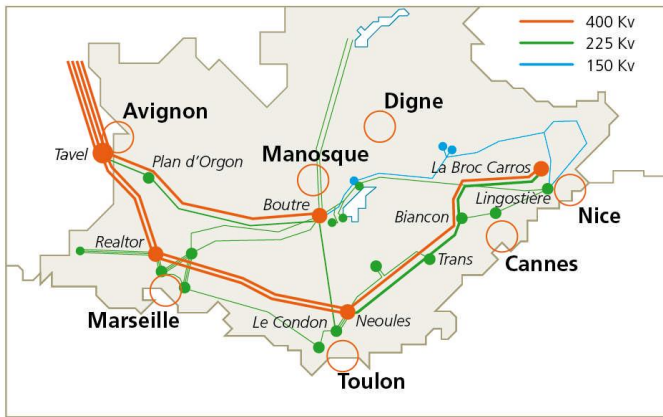 400 Kv
225 Kv
150 Kv
Avignon
Digne
Tavel
Plan d'Orgon
Manosque
La Broc Carros
Boutre
Lingostière
Biancon
Nice
Realtor
Cannes
Trans
Marseille
Le Condon
Neoules
Toulon